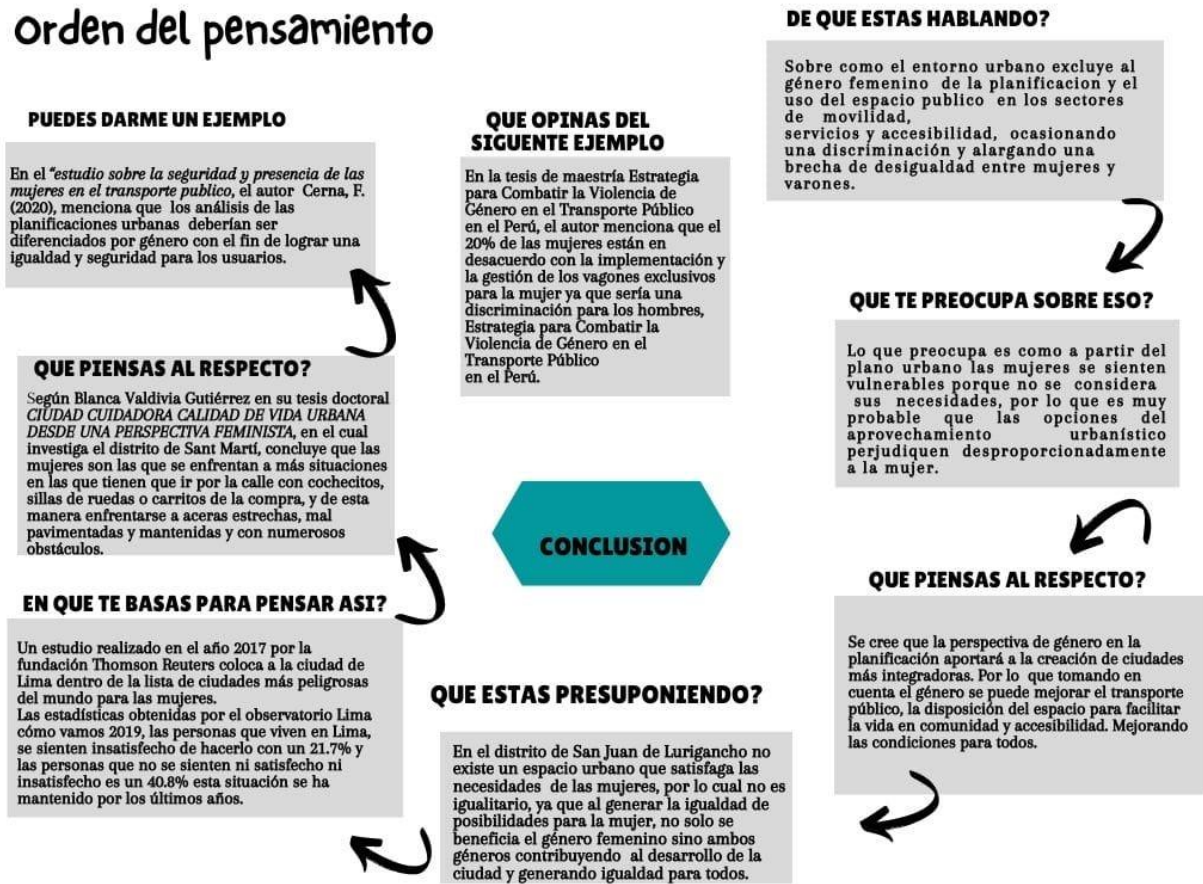 Orden del pensamiento
DE QUE ESTAS HABLANDO?
Sobre como el entorno urbano excluye al
género femenino de la planificacion y el
uso del espacio publico en los sectores
de movilidad,
servicios y accesibilidad, ocasionando
una discriminación y alargando una
brecha de desigualdad entre mujeres y
varones.
QUE TE PREOCUPA SOBRE ESO?
Lo que preocupa es como a partir del
plano urbano las mujeres se sienten
vulnerables porque no se considera
sus necesidades, por lo que es muy
probable que las opciones del
aprovechamiento urbanístico
perjudiquen desproporcionadamente
a la mujer.
QUE PIENSAS AL RESPECTO?
Se cree que la perspectiva de género en la
planificación aportará a la creación de ciudades
más integradoras. Por lo que tomando en
cuenta el género se puede mejorar el transporte
público, la disposición del espacio para facilitar
la vida en comunidad y accesibilidad. Mejorando
las condiciones para todos.
QUE ESTAS PRESUPONIENDO?
En el distrito de San Juan de Lurigancho no
existe un espacio urbano que satisfaga las
necesidades de las mujeres, por lo cual no es
igualitario, ya que al generar la igualdad de
posibilidades para la mujer, no solo se
beneficia el género femenino sino ambos
géneros contribuyendo al desarrollo de la
ciudad y generando igualdad para todos.
EN QUE TE BASAS PARA PENSAR ASI?
Un estudio realizado en el año 2017 por la
fundación Thomson Reuters coloca a la ciudad de
Lima dentro de la lista de ciudades más peligrosas
del mundo para las mujeres.
Las estadísticas obtenidas por el observatorio Lima
cómo vamos 2019, las personas que viven en Lima,
se sienten insatisfecho de hacerlo con un 21.7% y
las personas que no se sienten ni satisfecho ni
insatisfecho es un 40.8% esta situación se ha
mantenido por los últimos años.
QUE PIENSAS AL RESPECTO?
Según Blanca Valdivia Gutiérrez en su tesis doctoral
CIUDAD CUIDADORA CALIDAD DE VIDA URBANA
DESDE UNA PERSPECTIVA FEMINISTA, en el cual
investiga el distrito de Sant Martí, concluye que las
mujeres son las que se enfrentan a más situaciones
en las que tienen que ir por la calle con cochecitos,
sillas de ruedas o carritos de la compra, y de esta
manera enfrentarse a aceras estrechas, mal
pavimentadas y mantenidas y con numerosos
obstáculos.
PUEDES DARME UN EJEMPLO
En el "estudio sobre la seguridad y presencia de las
mujeres en el transporte publico, el autor Cerna, F.
(2020), menciona que los análisis de las
planificaciones urbanas deberían ser
diferenciados por género con el fin de lograr una
igualdad y seguridad para los usuarios.
QUE OPINAS DEL
SIGUENTE EJEMPLO
En la tesis de maestría Estrategia
para Combatir la Violencia de
Género en el Transporte Público
en el Perú, el autor menciona que el
20% de las mujeres están en
desacuerdo con la implementación y
la gestión de los vagones exclusivos
para la mujer ya que sería una
discriminación para los hombres,
Estrategia para Combatir la
Violencia de Género en el
Transporte Público
en el Perú.
CONCLUSION